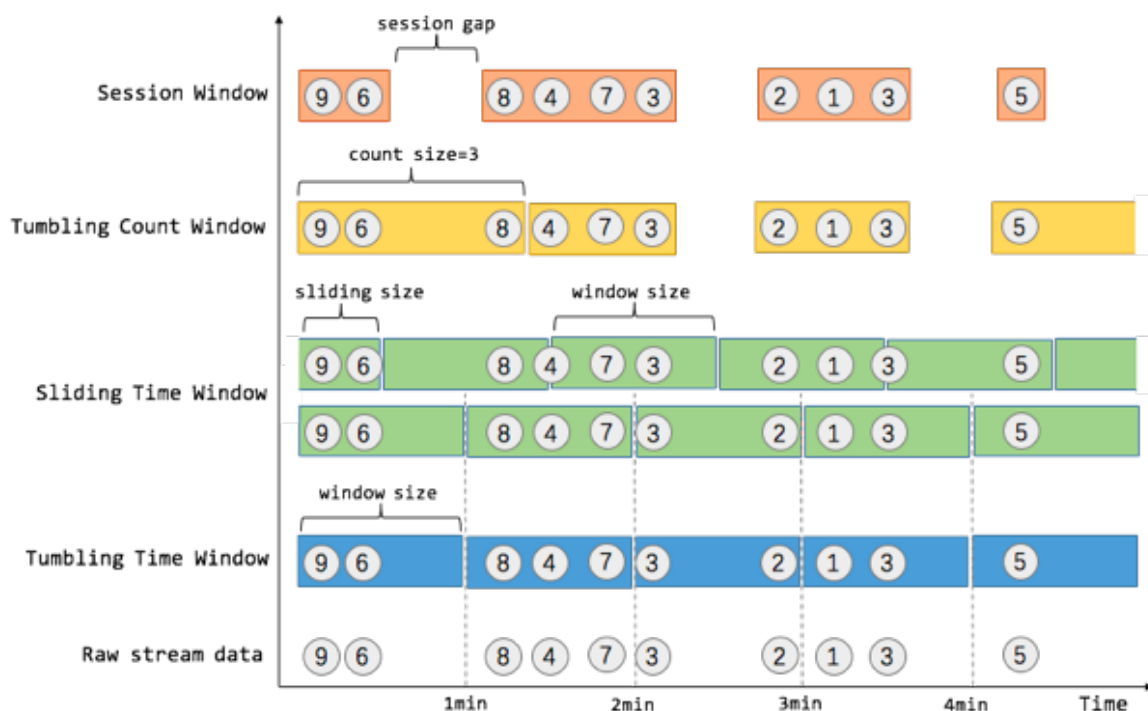 session gap
Session Window 9 6 8 4 7 3 2 1 3 5
count size=3
Tumbling Count Window 9 6 8 4 7 3 2 1 3 5
sliding size window size
9 6 8 4 7 3 2 1 3 5
Sliding Time Window
9 6 8 4 7 3 2 1 3 5
window size
Tumbling Time Window 9 6 8 4 7 3 2 1 3 5
Raw stream data 9 6 8 4 7 3 2 1 3 5
1min 2min 3min 4min Time